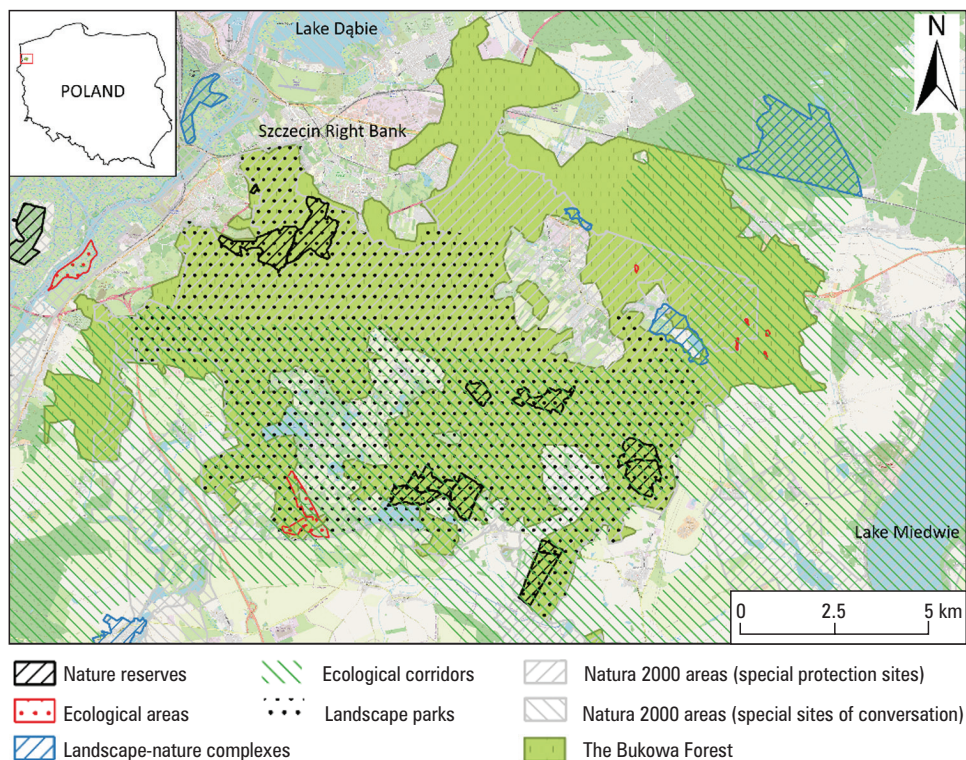 Lake Dąbie
N
POLAND
Szczecin Right Bank
Lake Miedwie
0 2.5 5 km
Nature reserves
Ecological corridors
Natura 2000 areas (special protection sites)
Ecological areas
Landscape parks
Natura 2000 areas (special sites of conversation)
Landscape-nature complexes
The Bukowa Forest